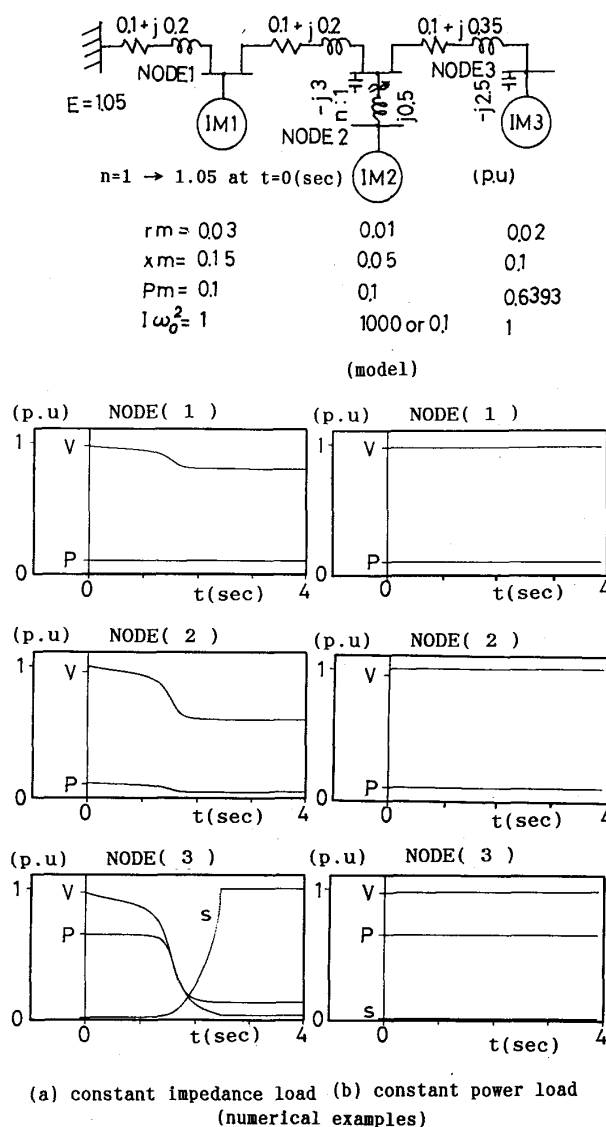 0.1+j0.2 0.1+j0.2 0.1+j0.35
NODE1 NODE3
E=1.05 -j3 n:1 j0.5 -j2.5
IM1 NODE2 IM3
n=1 → 1.05 at t=0(sec) IM2 (p.u)
rm=0.03 0.01 0.02
xm=0.15 0.05 0.1
Pm=0.1 0.1 0.6393
Iω₀²=1 1000 or 0.1 1
(model)
(p.u) NODE( 1 ) (p.u) NODE( 1 )
1 V P 0 0 t(sec) 4
1 V P 0 0 t(sec) 4
(p.u) NODE( 2 ) (p.u) NODE( 2 )
1 V P 0 0 t(sec) 4
1 V P 0 0 t(sec) 4
(p.u) NODE( 3 ) (p.u) NODE( 3 )
1 V P s 0 0 t(sec) 4
1 V P s 0 0 t(sec) 4
(a) constant impedance load (b) constant power load
(numerical examples)